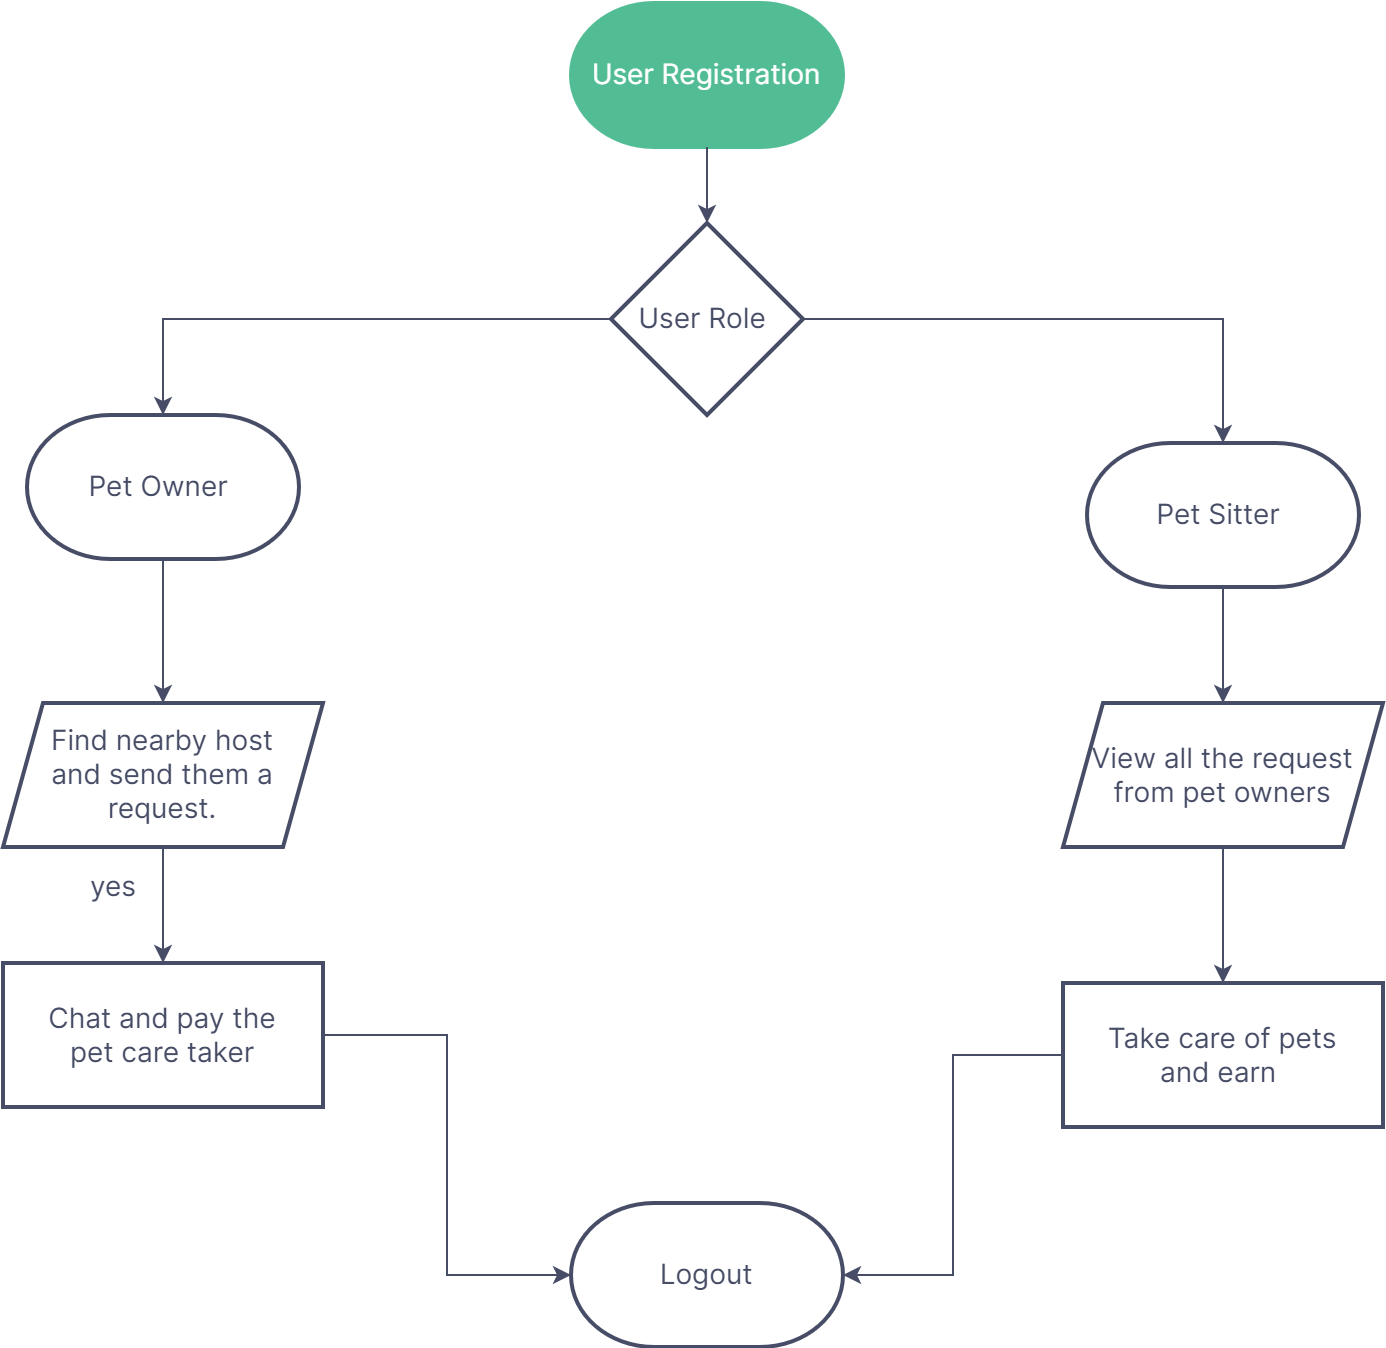 User Registration
User Role
Pet Owner
Pet Sitter
Find nearby host
and send them a
request.
View all the request
from pet owners
yes
Chat and pay the
pet care taker
Take care of pets
and earn
Logout